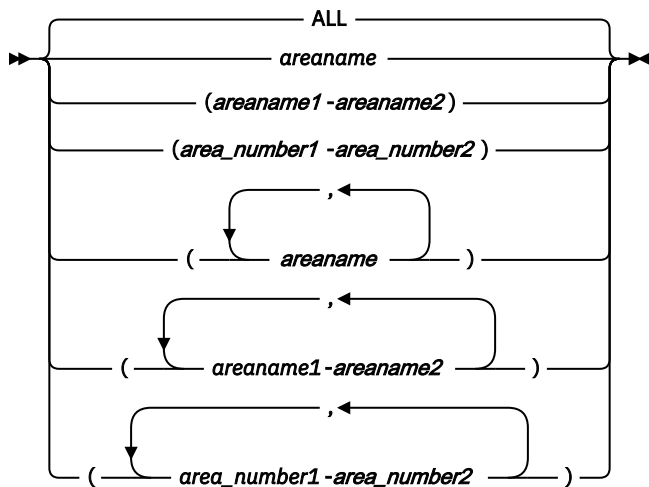 ALL
areaname
(areaname1-areaname2)
(area_number1-area_number2)
,
( areaname )
,
( areaname1-areaname2 )
,
( area_number1-area_number2 )